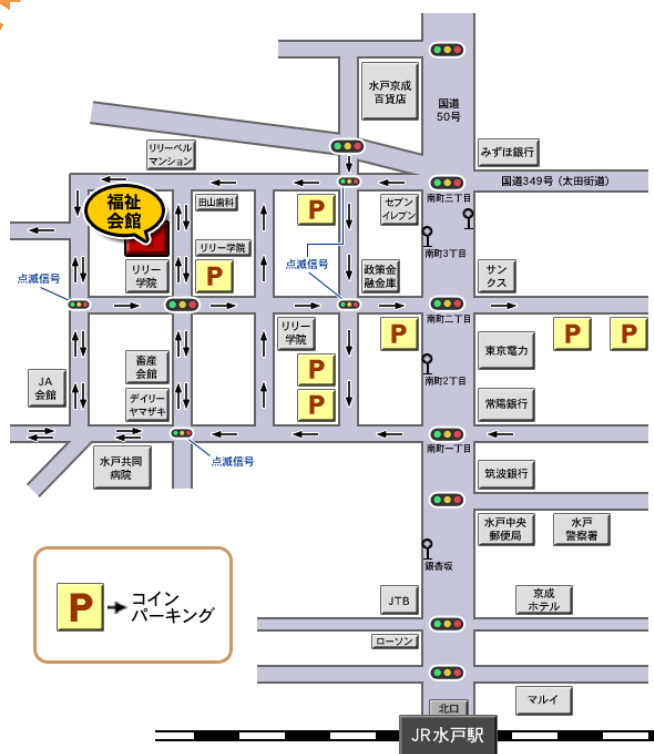 水戸京成
百貨店
国道
50号
リリーベル
マンション
みずほ銀行
国道349号 (太田街道)
南町三丁目
福祉
会館
田山歯科
P
セブン
イレブン
リリー学院
南町3丁目
点滅信号
リリー
学院
P
点滅信号
政策金
融金庫
サン
クス
南町二丁目
リリー
学院
P
P
P
東京電力
畜産
会館
P
南町2丁目
JA
会館
デイリー
ヤマザキ
P
常陽銀行
南町一丁目
水戸共同
病院
点滅信号
筑波銀行
水戸中央
郵便局
水戸
警察署
銀杏坂
P
コイン
パーキング
JTB
京成
ホテル
ローソン
マルイ
北口
JR水戸駅